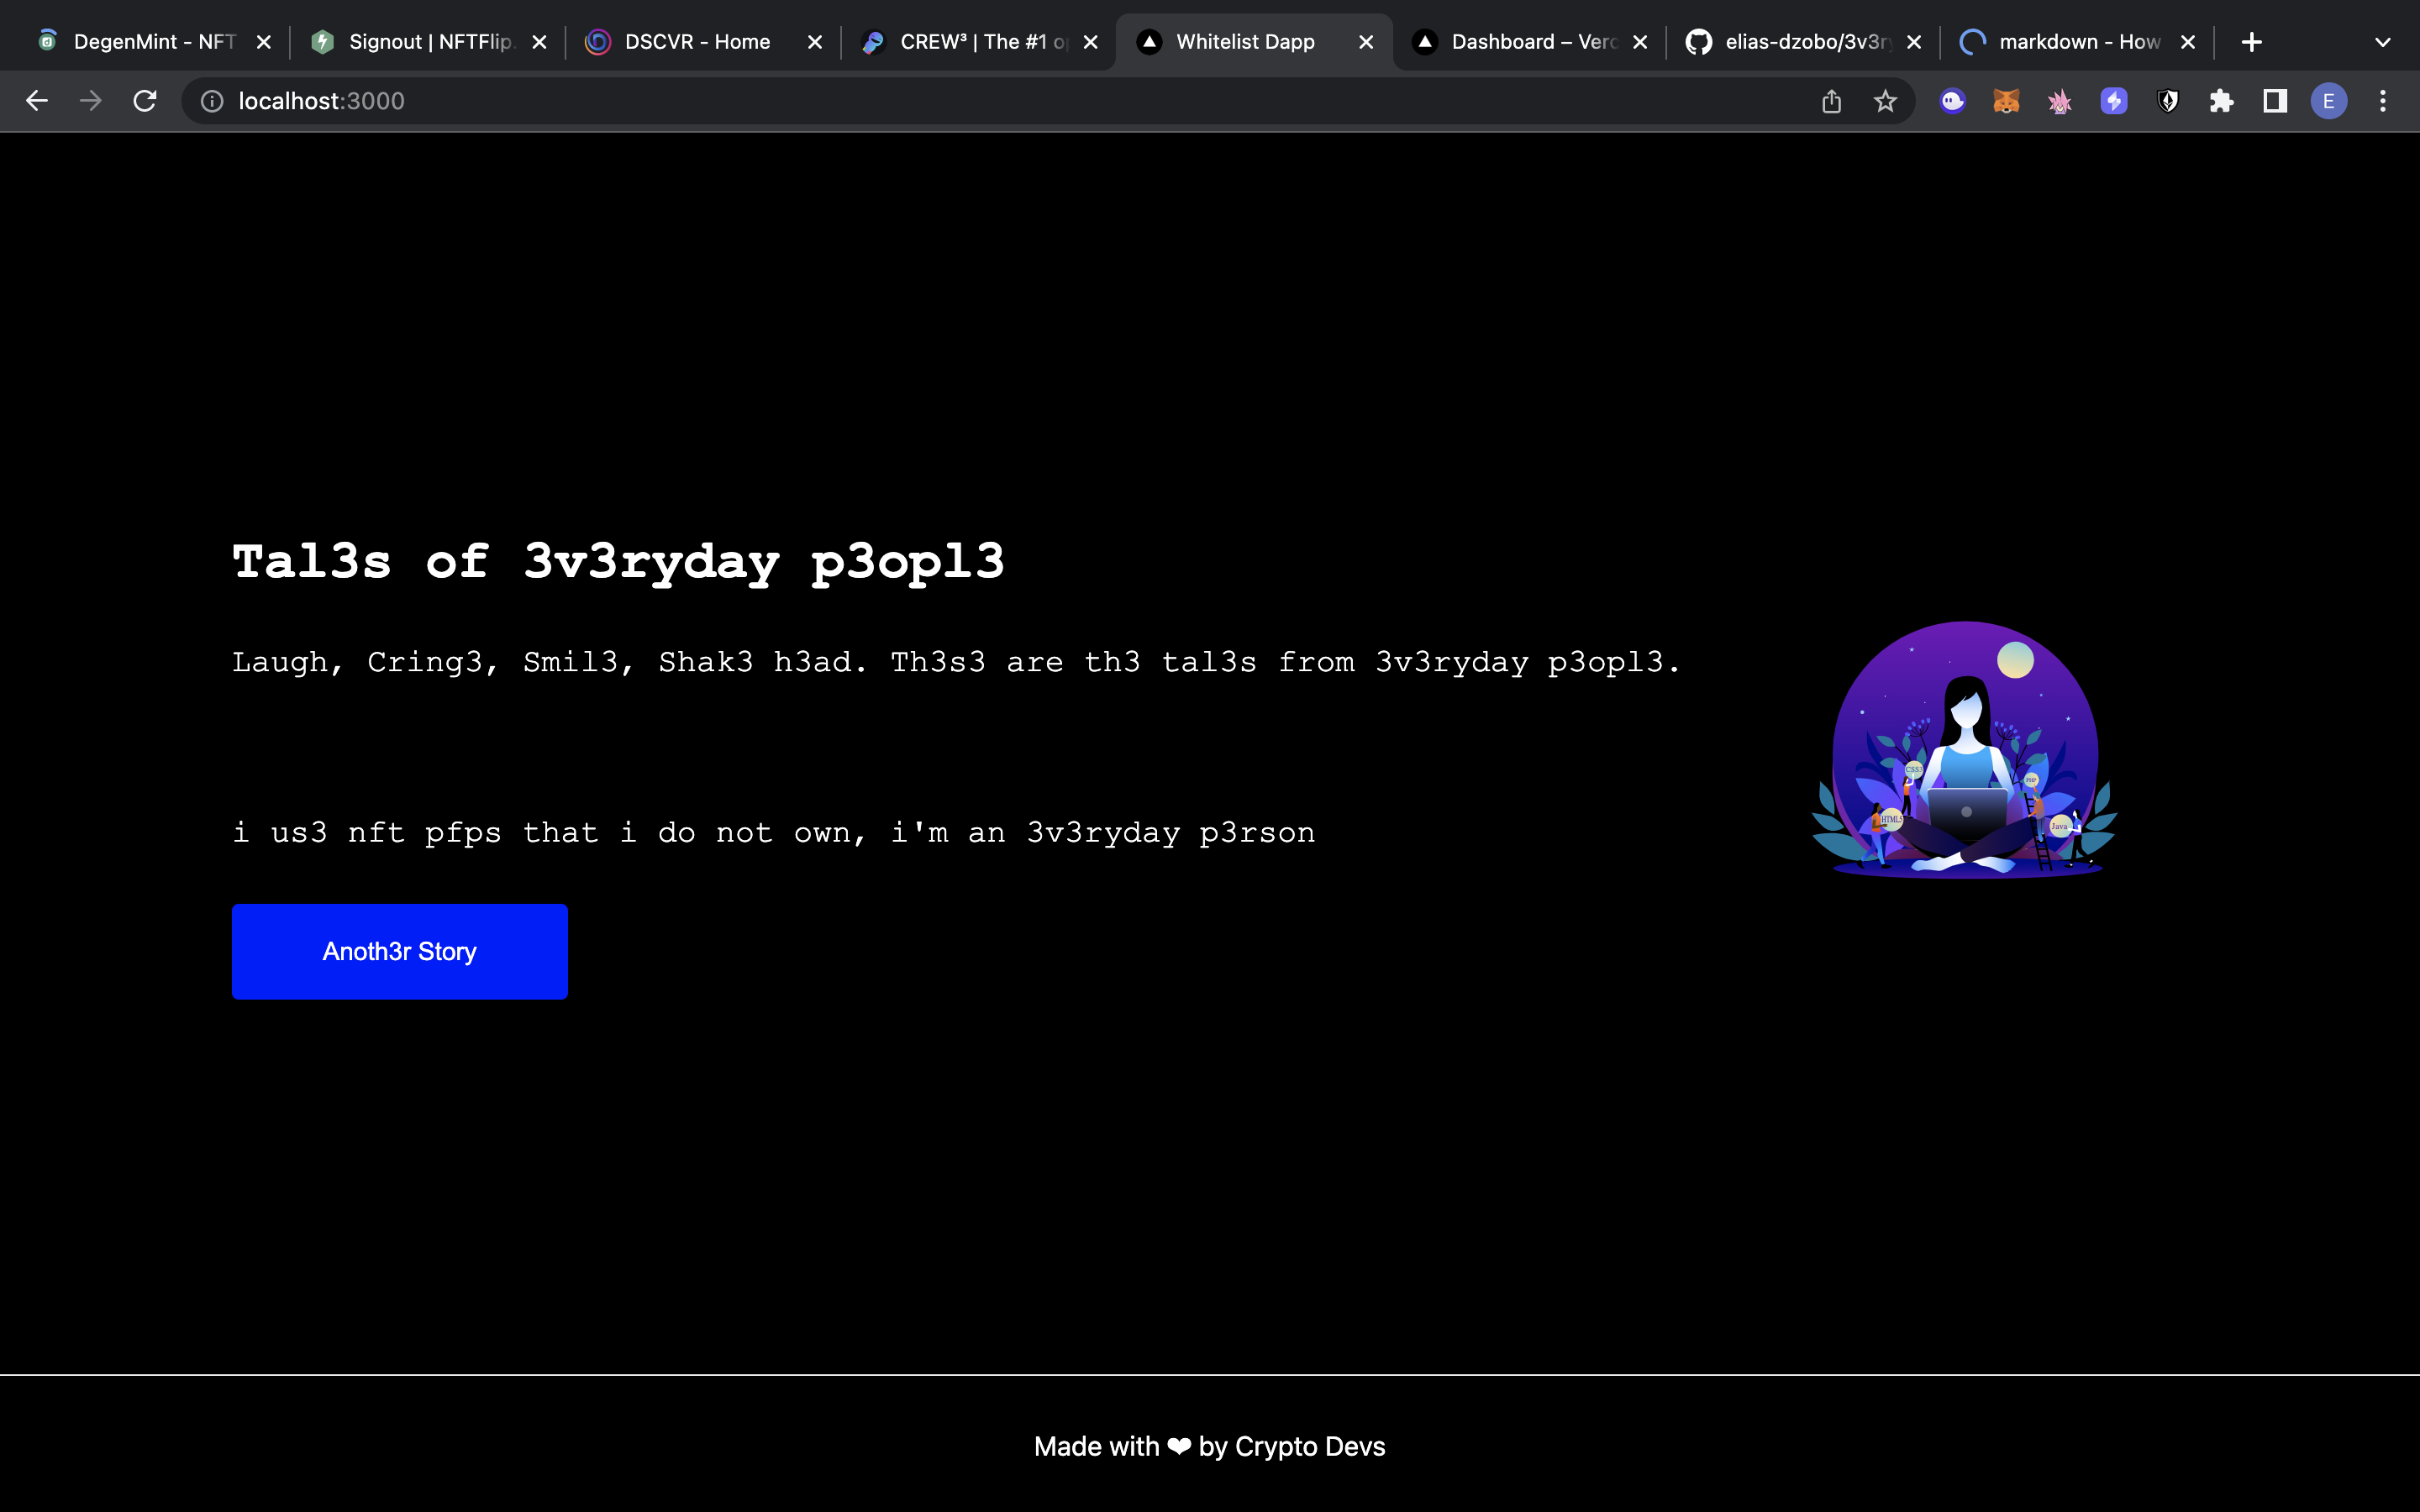 DegenMint - NFT
Signout | NFTFlip.
DSCVR - Home
CREW³ | The #1 o
Whitelist Dapp
Dashboard – Verc
elias-dzobo/3v3ry
markdown - How
localhost:3000
E
Tal3s of 3v3ryday p3opl3
Laugh, Cring3, Smil3, Shak3 h3ad. Th3s3 are th3 tal3s from 3v3ryday p3opl3.
CSS3
PHP
HTML5
Java
i us3 nft pfps that i do not own, i'm an 3v3ryday p3rson
Anoth3r Story
Made with ❤ by Crypto Devs